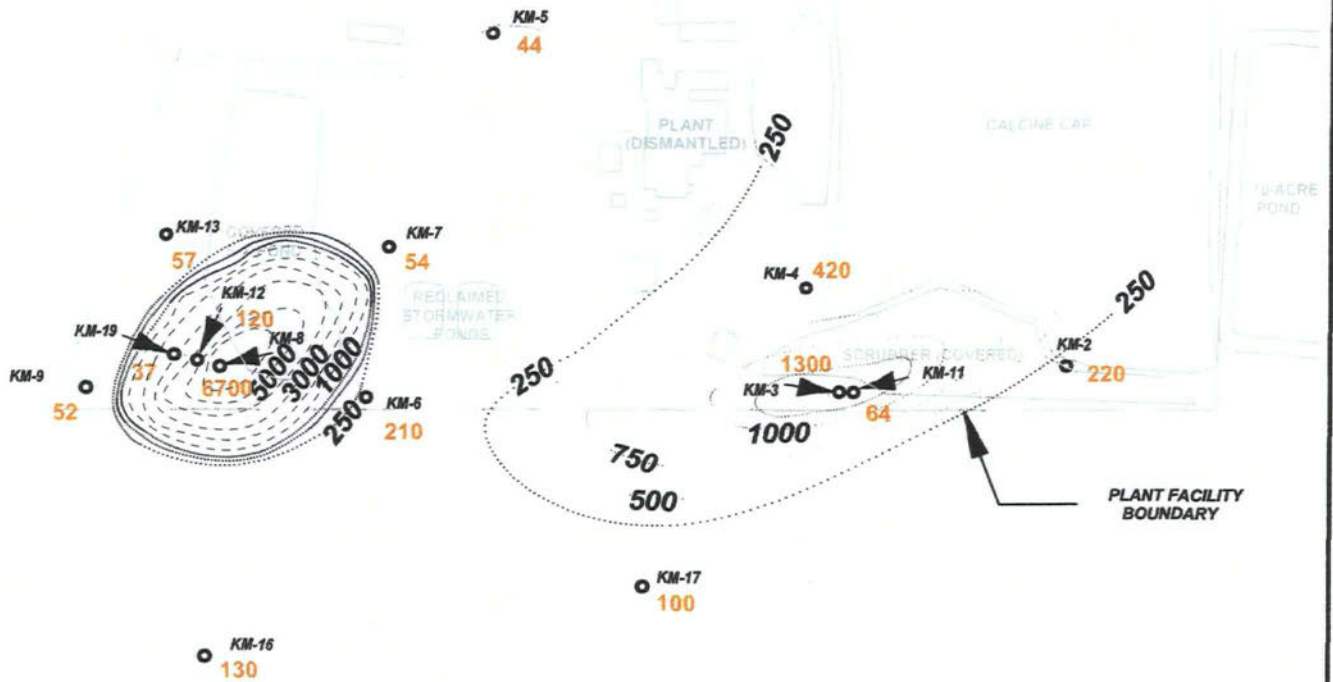 KM-5
44
PLANT
(DISMANTLED)
250
CALCINE CAP
10-ACRE
POND
KM-13
57
COVERED
KM-7
54
KM-4
420
KM-12
120
RECLAIMED
STORMWATER
PONDS
250
KM-19
37
KM-8
6700
5000
3000
1000
250
KM-9
52
KM-6
210
250
1300
SCRUBBER (COVERED)
KM-2
220
KM-3
KM-11
64
1000
750
500
PLANT FACILITY
BOUNDARY
KM-17
100
KM-16
130